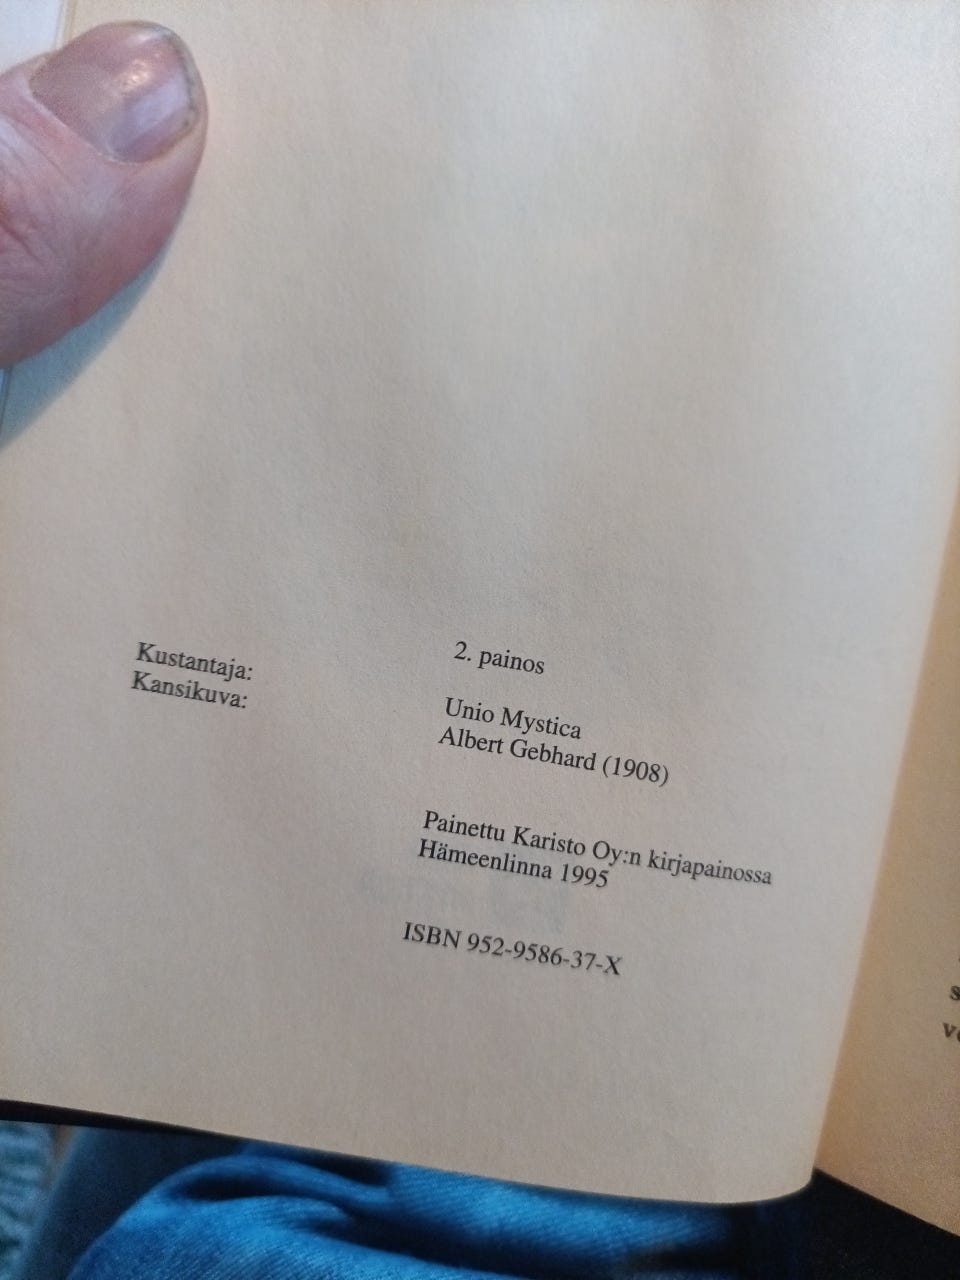 2. painos
Kustantaja: Unio Mystica
Kansikuva: Albert Gebhard (1908)
Painettu Karisto Oy:n kirjapainossa
Hämeenlinna 1995
ISBN 952-9586-37-X